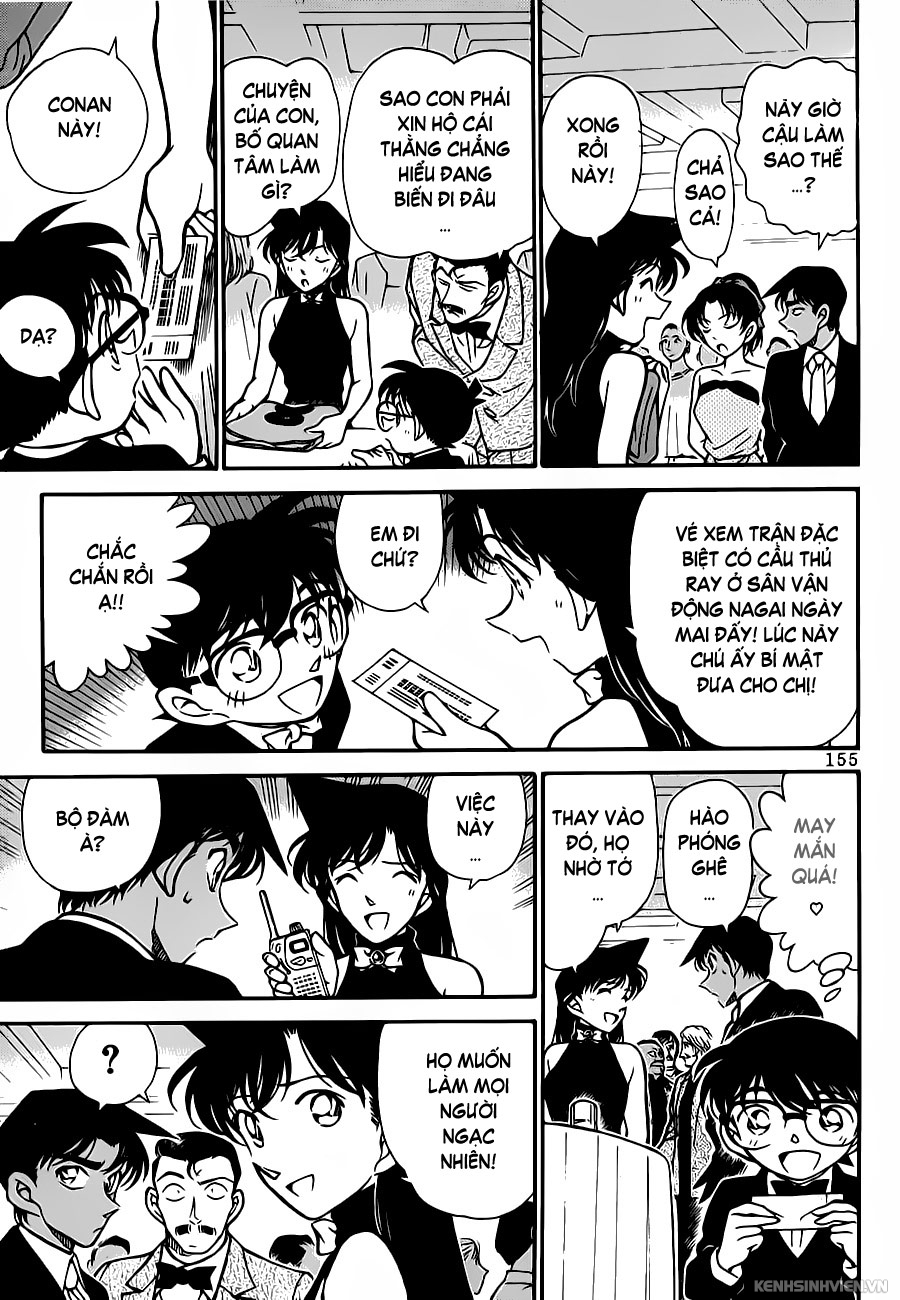 NÀY GIỜ
CẬU LÀM
SAO THẾ
...?
CHẢ
SAO
CẢ!
XONG
RỒI
NÀY!
SAO CON PHẢI
XIN HỘ CÁI
THẰNG CHẲNG
HIỂU ĐANG
BIẾN ĐI ĐÂU
...
CHUYỆN
CỦA CON,
BỐ QUAN
TÂM LÀM
GÌ?
CONAN
NÀY!
DẠ?
VÉ XEM TRẬN ĐẶC
BIỆT CÓ CẦU THỦ
RAY Ở SÂN VẬN
ĐỘNG NAGAI NGÀY
MAI ĐẤY! LÚC NÀY
CHÚ ẤY BÍ MẬT
ĐƯA CHO CHỊ!
EM ĐI
CHỨ?
CHẮC
CHẮN RỒI
Ạ!!
155
MAY
MẮN
QUÁ!
♡
HÀO
PHÓNG
GHÊ
THAY VÀO
ĐÓ, HỌ
NHỜ TỚ
...
VIỆC
NÀY
...
BỘ ĐÀM
À?
HỌ MUỐN
LÀM MỌI
NGƯỜI
NGẠC
NHIÊN!
?
KENHSINHVIEN.VN